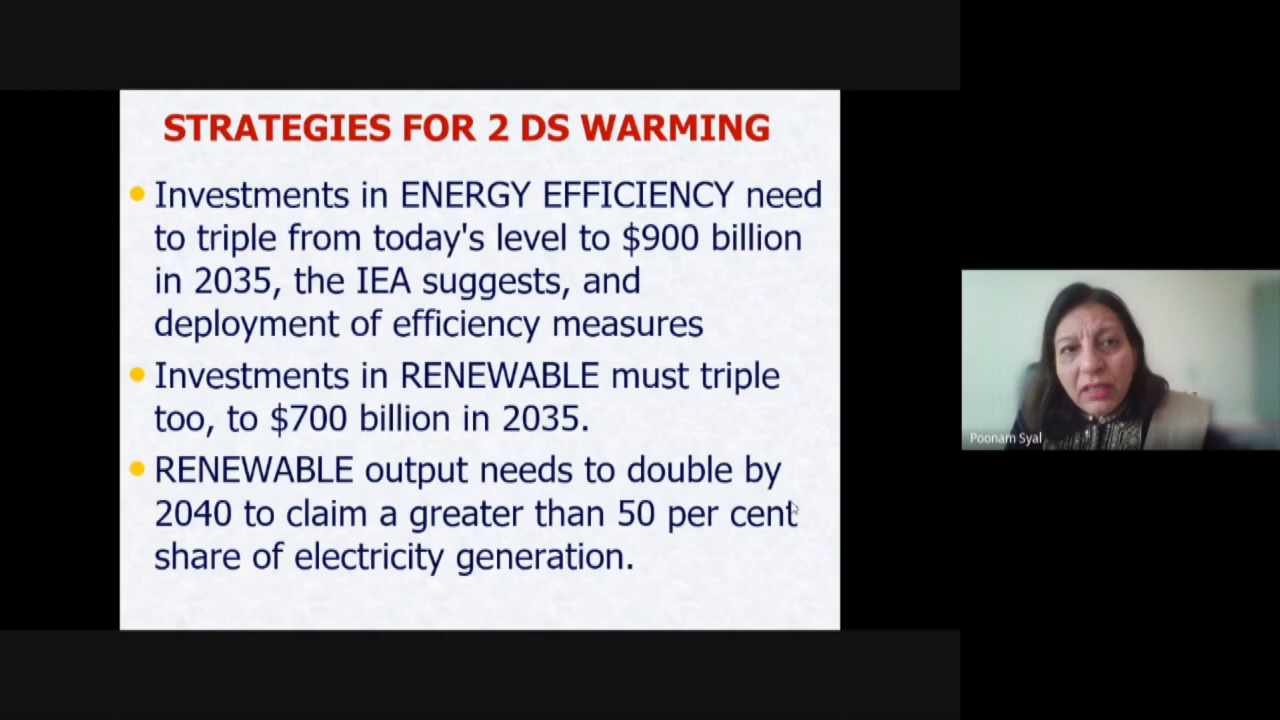 STRATEGIES FOR 2 DS WARMING
Investments in ENERGY EFFICIENCY need
to triple from today's level to $900 billion
in 2035, the IEA suggests, and
deployment of efficiency measures
Investments in RENEWABLE must triple
too, to $700 billion in 2035.
RENEWABLE output needs to double by
2040 to claim a greater than 50 per cent
share of electricity generation.
Poonam Syal